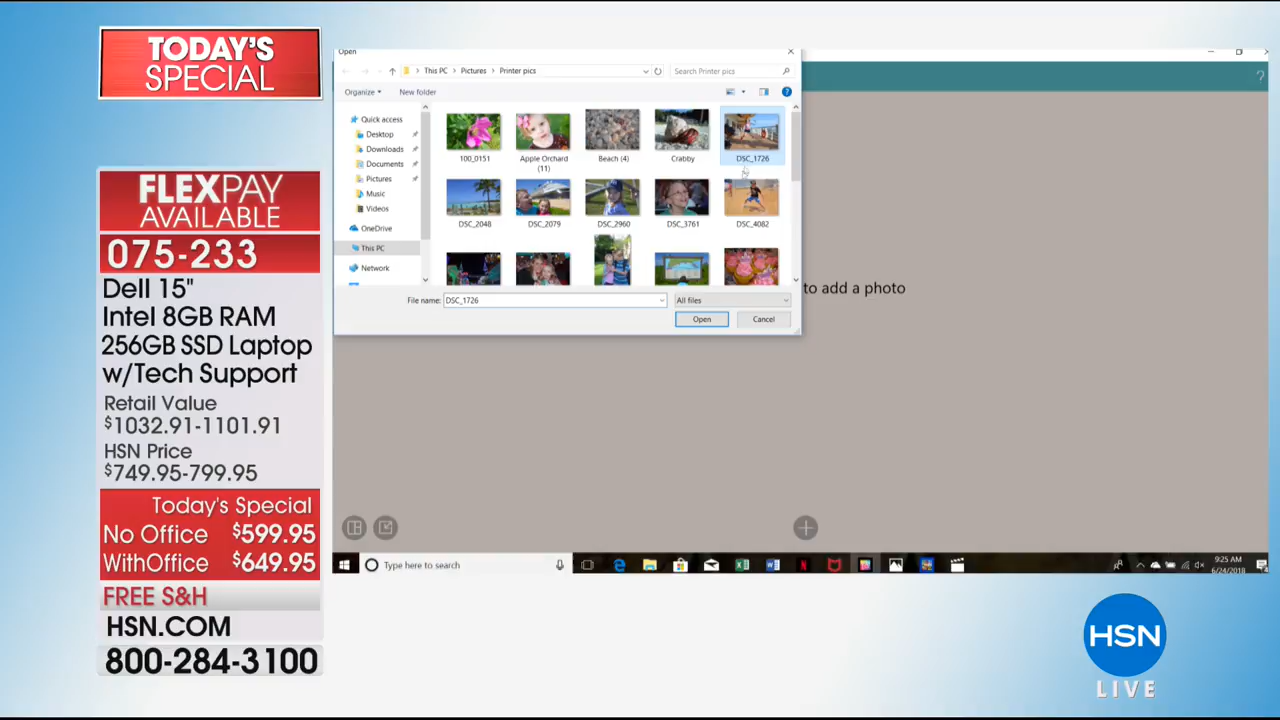 TODAY'S
SPECIAL
FLEXPAY
AVAILABLE
075-233
Dell 15"
Intel 8GB RAM
256GB SSD Laptop
w/Tech Support
Retail Value
$1032.91-1101.91
HSN Price
$749.95-799.95
Today's Special
No Office $599.95
WithOffice $649.95
FREE S&H
HSN.COM
800-284-3100
Open
This PC > Pictures > Printer pics
Search Printer pics
Organize
New folder
Quick access
Desktop
Downloads
Documents
Pictures
Music
Videos
OneDrive
This PC
Network
100_0151
Apple Orchard
(11)
Beach (4)
Crabby
DSC_1726
DSC_2048
DSC_2079
DSC_2960
DSC_3761
DSC_4082
File name: DSC_1726
All files
Open
Cancel
to add a photo
Type here to search
9:25 AM
6/24/2018
HSN
LIVE